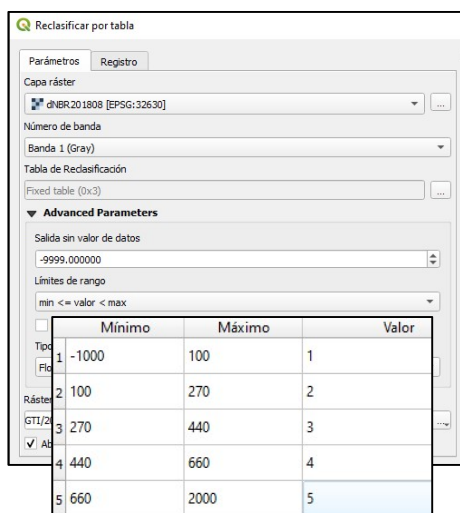 Reclasificar por tabla
Parámetros Registro
Capa ráster
dNBR201808 [EPSG:32630]
...
Número de banda
Banda 1 (Gray)
Tabla de Reclasificación
Fixed table (0x3)
...
Advanced Parameters
Salida sin valor de datos
-9999.000000
Límites de rango
min <= valor < max
Mínimo Máximo Valor
1 -1000 100 1
2 100 270 2
3 270 440 3
4 440 660 4
5 660 2000 5